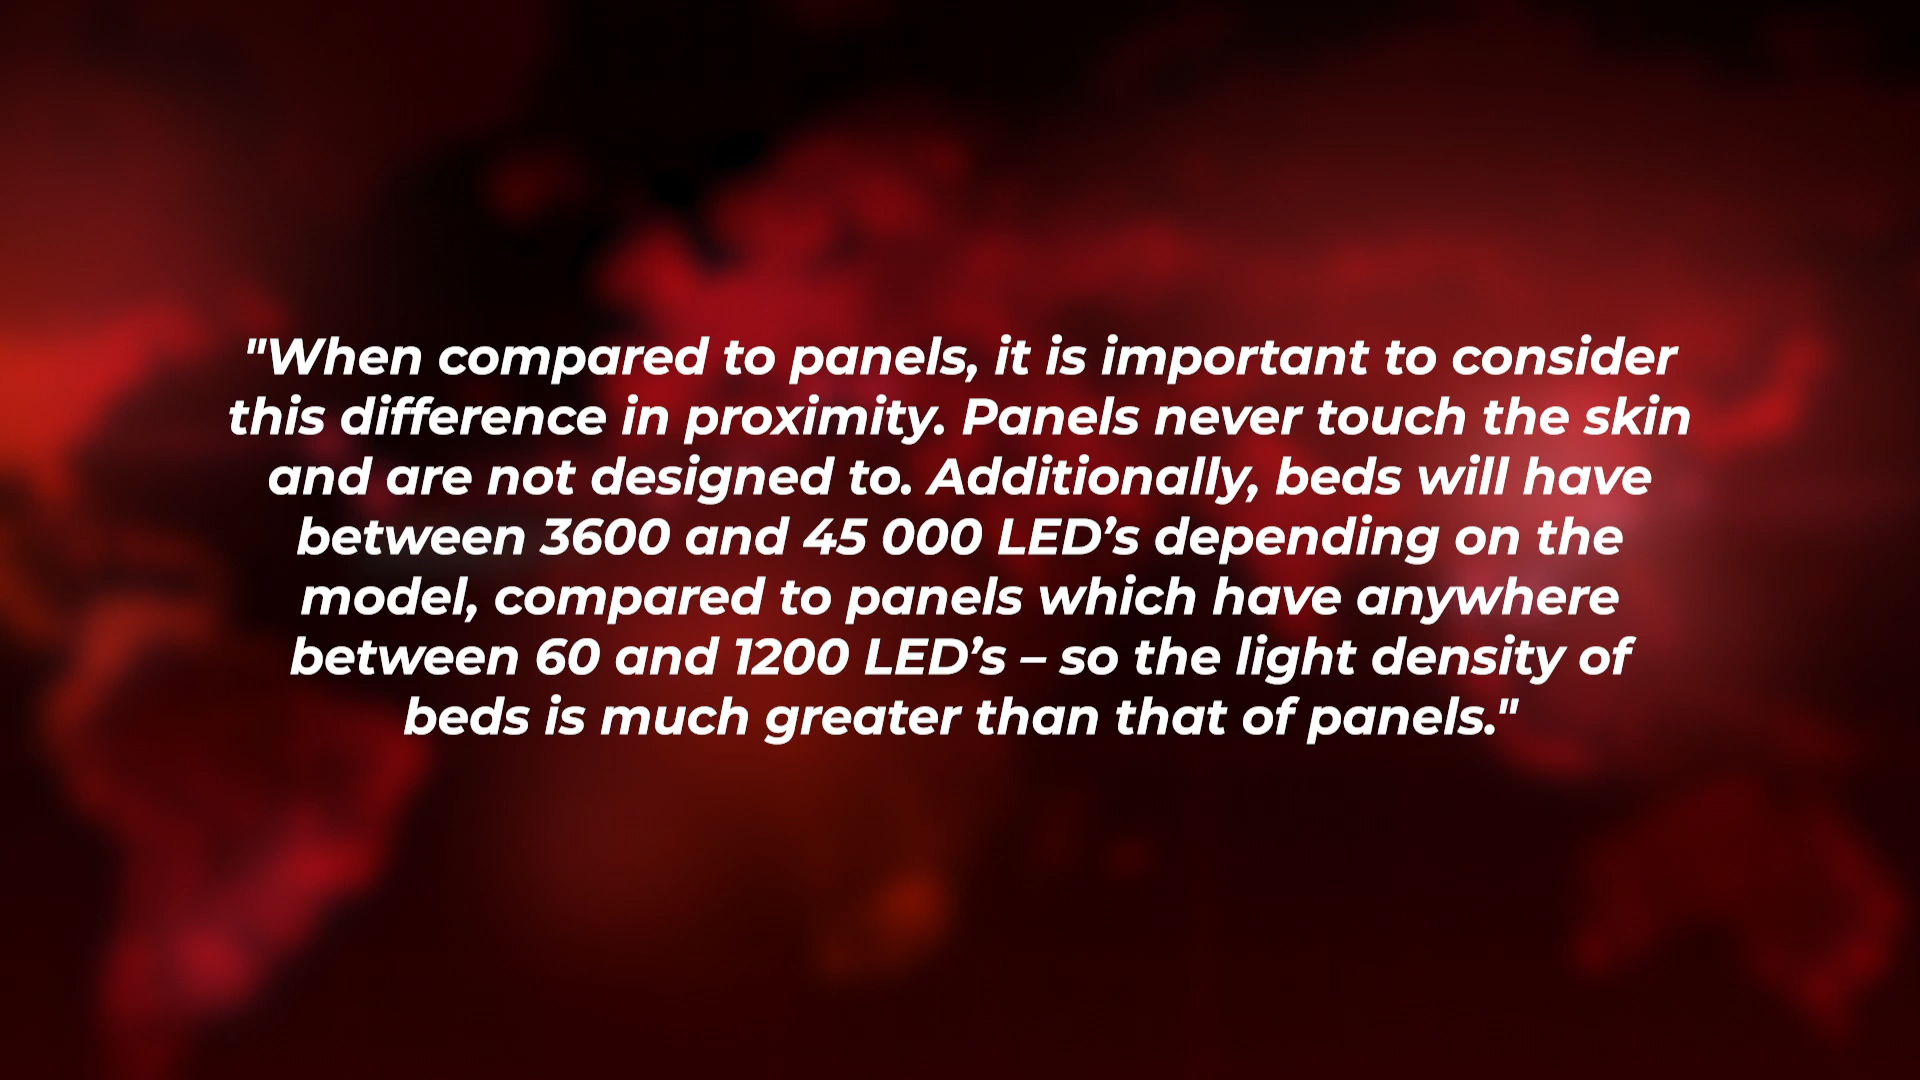 "When compared to panels, it is important to consider
this difference in proximity. Panels never touch the skin
and are not designed to. Additionally, beds will have
between 3600 and 45 000 LED’s depending on the
model, compared to panels which have anywhere
between 60 and 1200 LED’s – so the light density of
beds is much greater than that of panels."